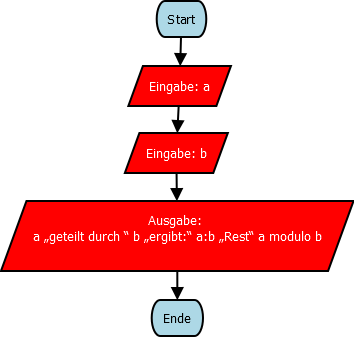 Start
Eingabe: a
Eingabe: b
Ausgabe:
a „geteilt durch “ b „ergibt:“ a:b „Rest“ a modulo b
Ende